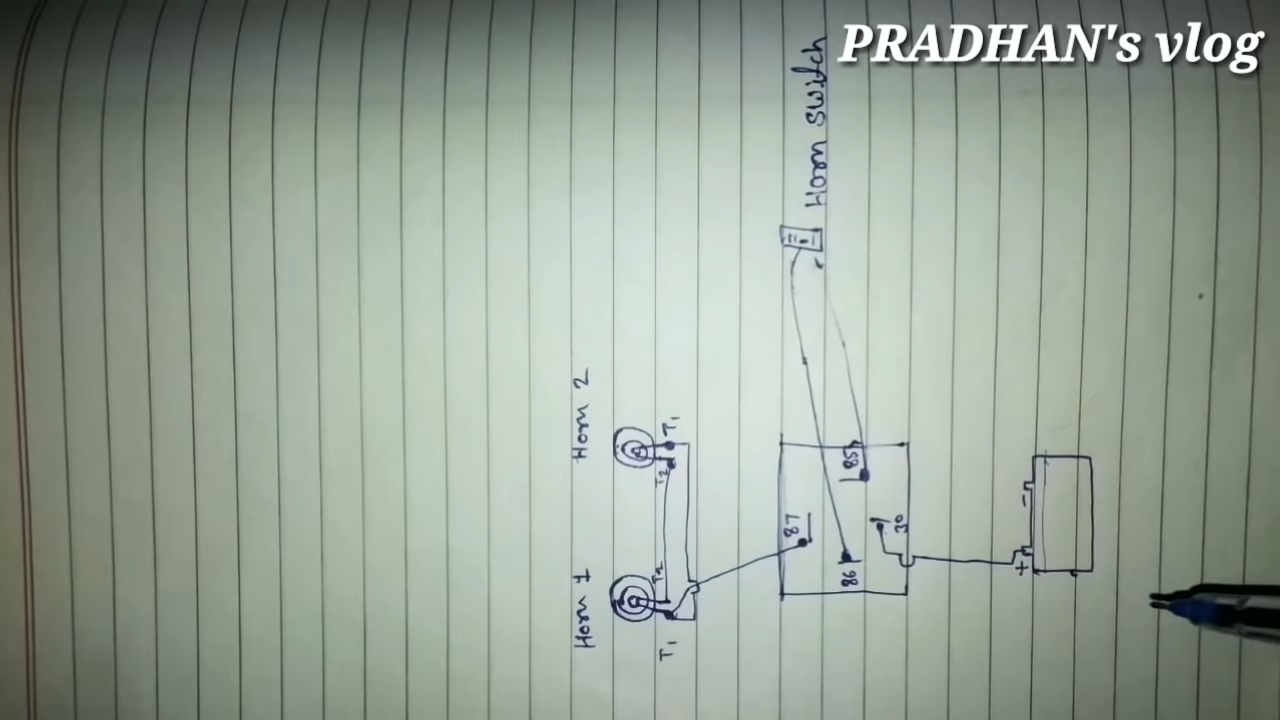 PRADHAN's vlog
Horn switch
Horn 1
Horn 2
T1
T2
T2
T1
87
86
85
30
+
-